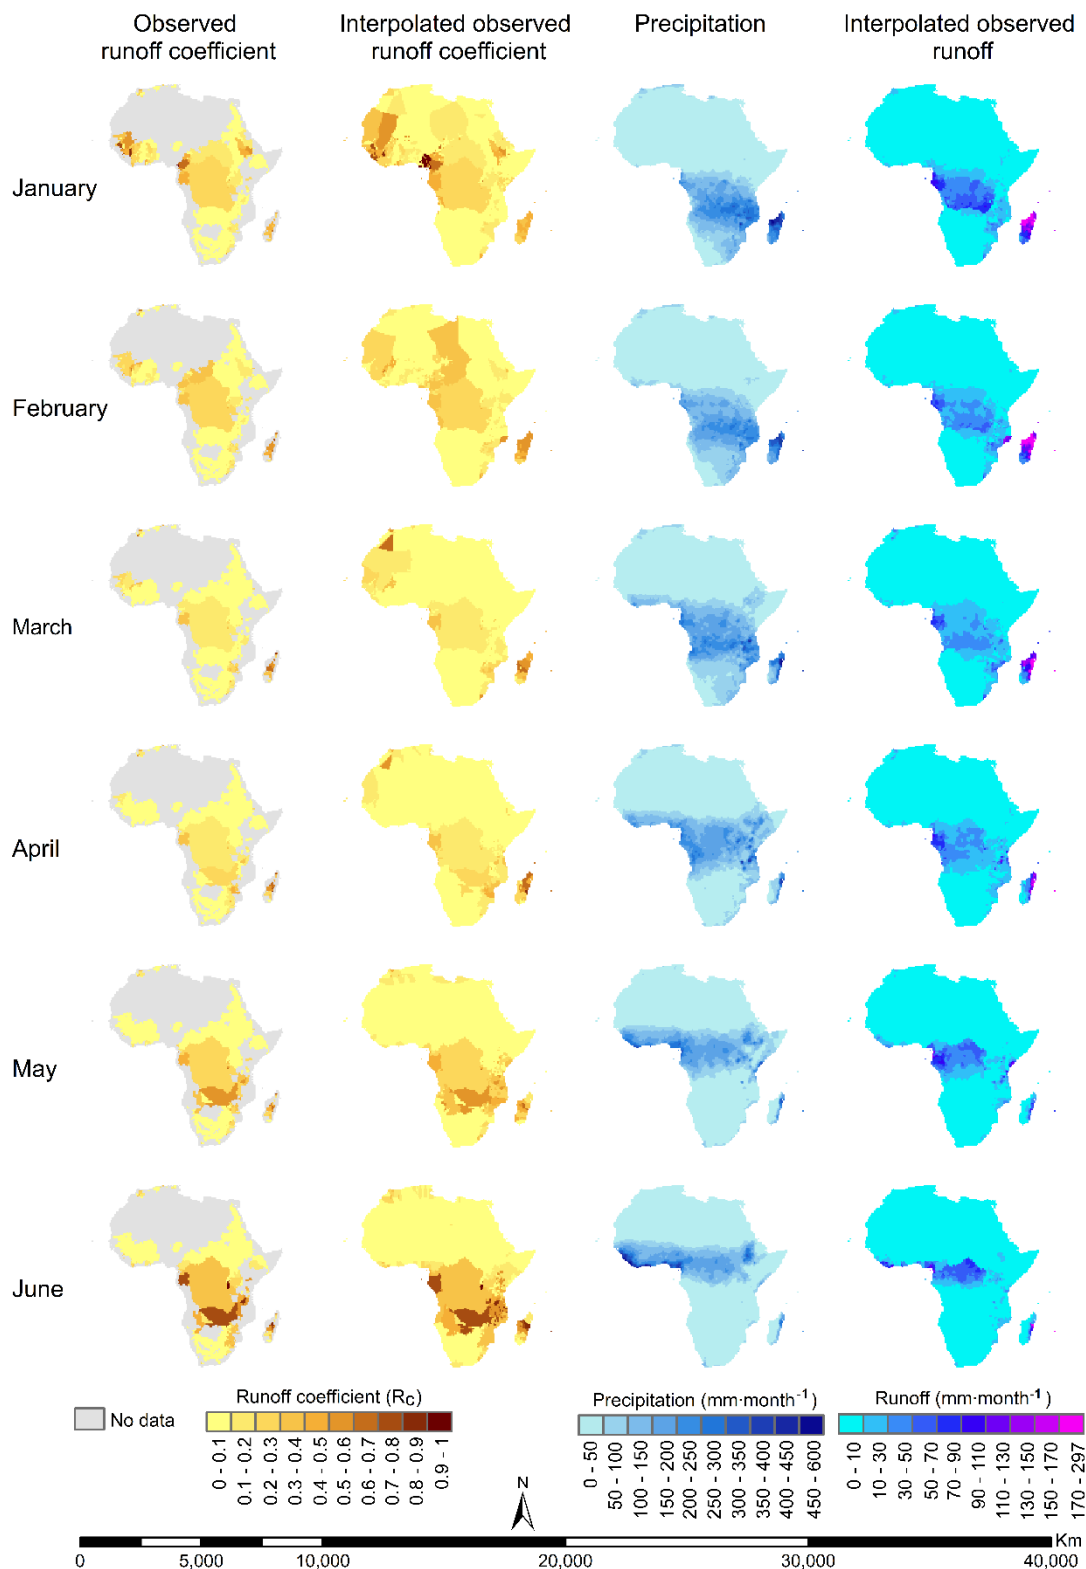 Observed
runoff coefficient
Interpolated observed
runoff coefficient
Precipitation
Interpolated observed
runoff
January
February
March
April
May
June
No data
Runoff coefficient (Rc)
0 - 0.1
0.1 - 0.2
0.2 - 0.3
0.3 - 0.4
0.4 - 0.5
0.5 - 0.6
0.6 - 0.7
0.7 - 0.8
0.8 - 0.9
0.9 - 1
Precipitation (mm·month⁻¹)
0 - 50
50 - 100
100 - 150
150 - 200
200 - 250
250 - 300
300 - 350
350 - 400
400 - 450
450 - 600
Runoff (mm·month⁻¹)
0 - 10
10 - 30
30 - 50
50 - 70
70 - 90
90 - 110
110 - 130
130 - 150
150 - 170
170 - 297
N
Km
0 5,000 10,000 20,000 30,000 40,000